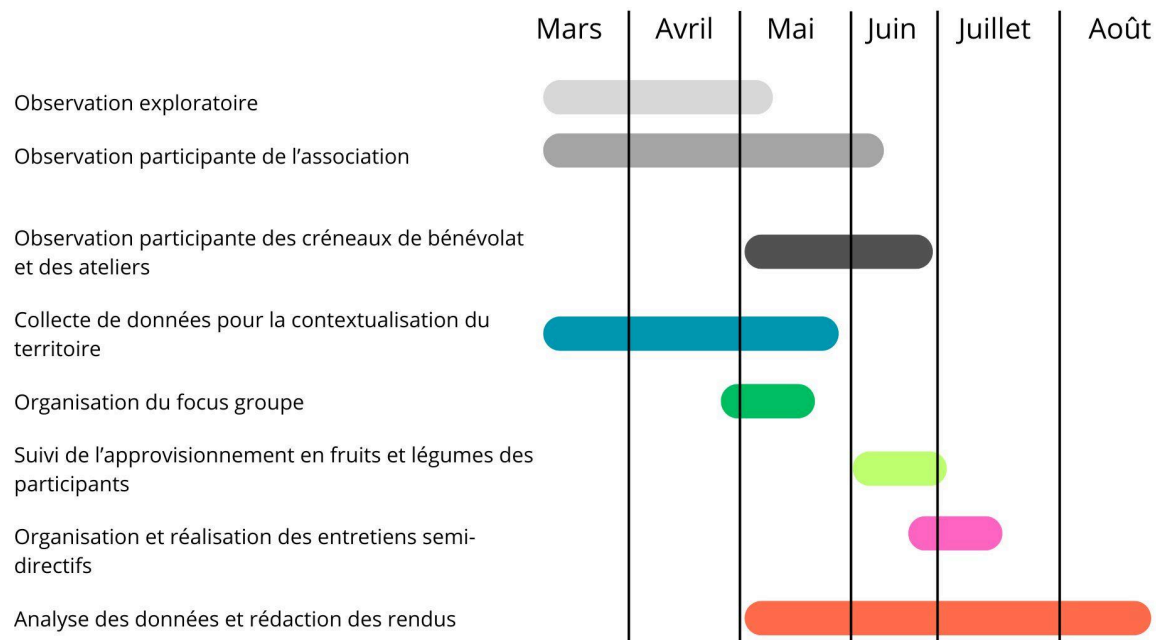 Mars Avril Mai Juin Juillet Août
Observation exploratoire
Observation participante de l'association
Observation participante des créneaux de bénévolat
et des ateliers
Collecte de données pour la contextualisation du
territoire
Organisation du focus groupe
Suivi de l'approvisionnement en fruits et légumes des
participants
Organisation et réalisation des entretiens semi-
directifs
Analyse des données et rédaction des rendus